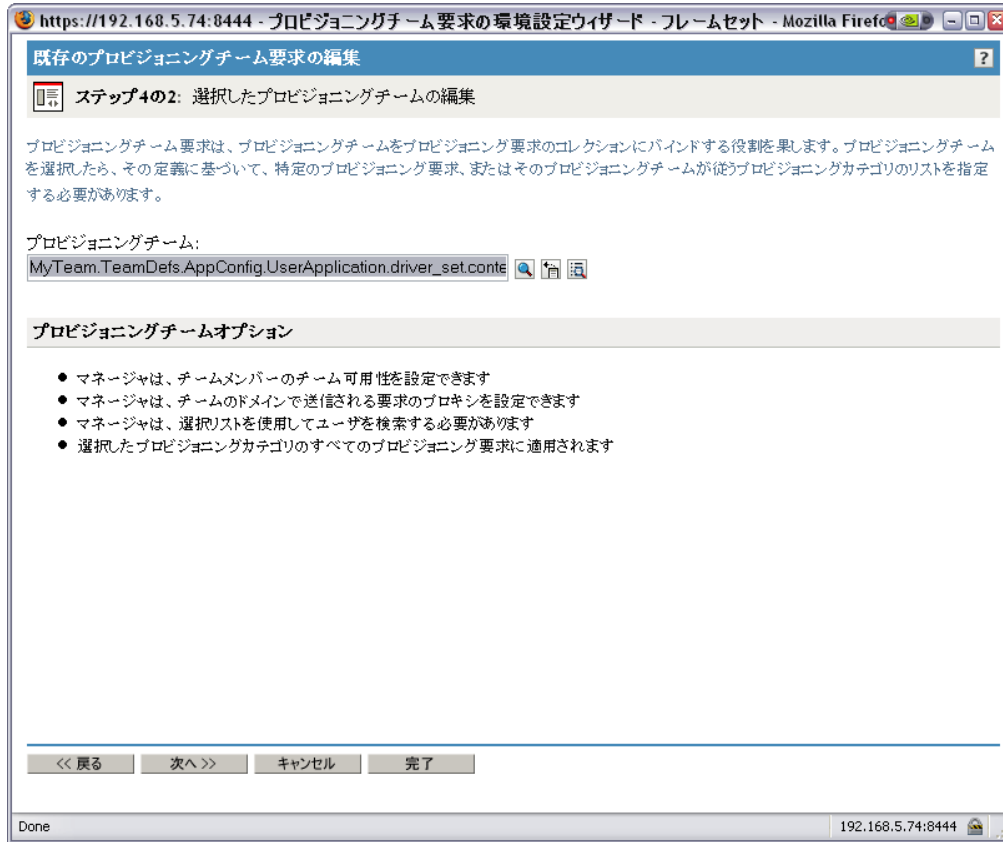 https://192.168.5.74:8444 - プロビジョニングチーム要求の環境設定ウィザード - フレームセット - Mozilla Firefo
既存のプロビジョニングチーム要求の編集
?
ステップ4の2: 選択したプロビジョニングチームの編集
プロビジョニングチーム要求は、プロビジョニングチームをプロビジョニング要求のコレクションにバインドする役割を果します。プロビジョニングチーム
を選択したら、その定義に基づいて、特定のプロビジョニング要求、またはそのプロビジョニングチームが従うプロビジョニングカテゴリのリストを指定
する必要があります。
プロビジョニングチーム:
MyTeam.TeamDefs.AppConfig.UserApplication.driver_set.conte
プロビジョニングチームオプション
● マネージャは、チームメンバーのチーム可用性を設定できます
● マネージャは、チームのドメインで送信される要求のプロキシを設定できます
● マネージャは、選択リストを使用してユーザを検索する必要があります
● 選択したプロビジョニングカテゴリのすべてのプロビジョニング要求に適用されます
<< 戻る 次へ >> キャンセル 完了
Done 192.168.5.74:8444